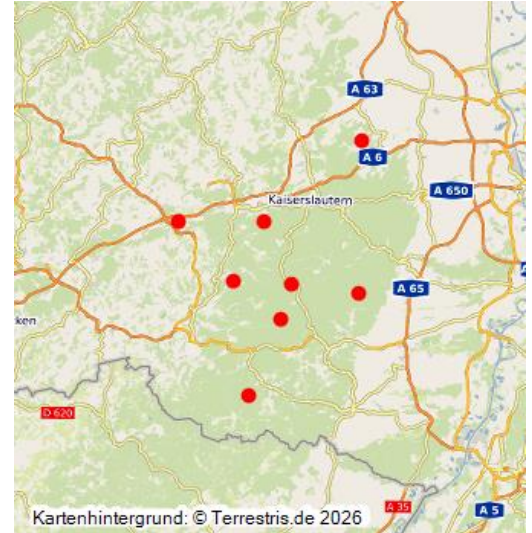 A 63
A 6
Kaiserslautern
A 650
A 65
ken
D 620
A 35
A 5
Kartenhintergrund: © Terrestris.de 2026